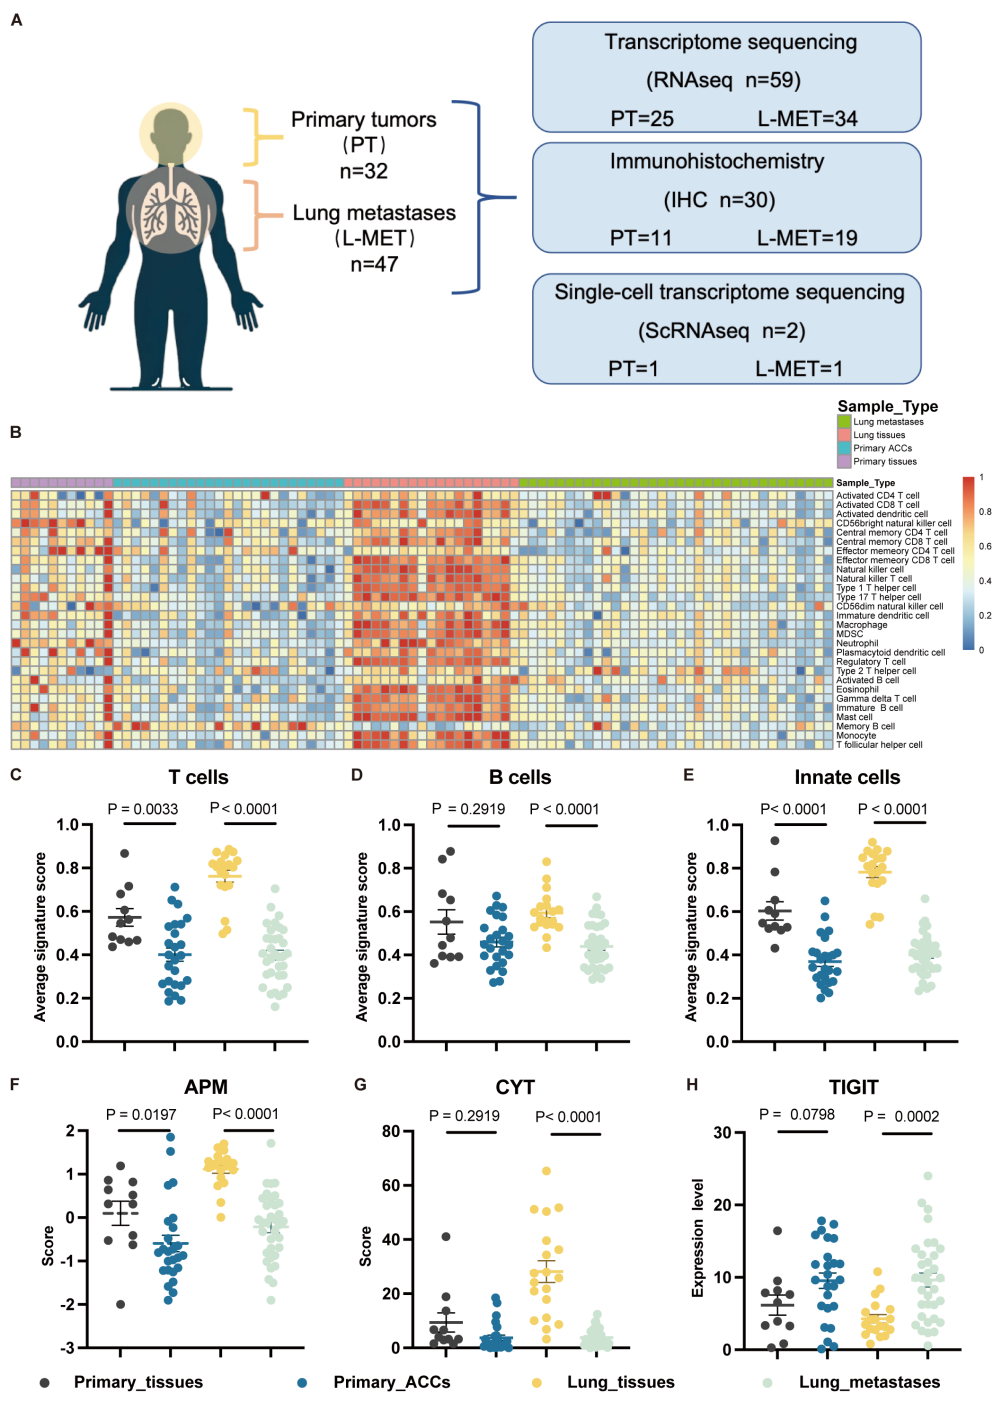 A
Transcriptome sequencing
(RNAseq n=59)
PT=25 L-MET=34
Primary tumors
(PT)
n=32
Immunohistochemistry
(IHC n=30)
PT=11 L-MET=19
Lung metastases
(L-MET)
n=47
Single-cell transcriptome sequencing
(ScRNAseq n=2)
PT=1 L-MET=1
B
Sample_Type
Lung metastases
Lung tissues
Primary ACCs
Primary tissues
Sample_Type
Activated CD4 T cell
Activated CD8 T cell
Activated dendritic cell
CD56bright natural killer cell
Central memory CD4 T cell
Central memory CD8 T cell
Effector memeory CD4 T cell
Effector memeory CD8 T cell
Natural killer cell
Natural killer T cell
Type 1 T helper cell
Type 17 T helper cell
CD56dim natural killer cell
Immature dendritic cell
Macrophage
MDSC
Neutrophil
Plasmacytoid dendritic cell
Regulatory T cell
Type 2 T helper cell
Activated B cell
Eosinophil
Gamma delta T cell
Immature B cell
Mast cell
Memory B cell
Monocyte
T follicular helper cell
1
0.8
0.6
0.4
0.2
0
C
T cells
P = 0.0033 P < 0.0001
Average signature score
1.0
0.8
0.6
0.4
0.2
0.0
D
B cells
P = 0.2919 P < 0.0001
Average signature score
1.0
0.8
0.6
0.4
0.2
0.0
E
Innate cells
P< 0.0001 P < 0.0001
Average signature score
1.0
0.8
0.6
0.4
0.2
0.0
F
APM
P = 0.0197 P< 0.0001
Score
2
1
0
-1
-2
-3
G
CYT
P = 0.2919 P< 0.0001
Score
80
60
40
20
0
H
TIGIT
P = 0.0798 P = 0.0002
Expression level
30
20
10
0
Primary_tissues Primary_ACCs Lung_tissues Lung_metastases